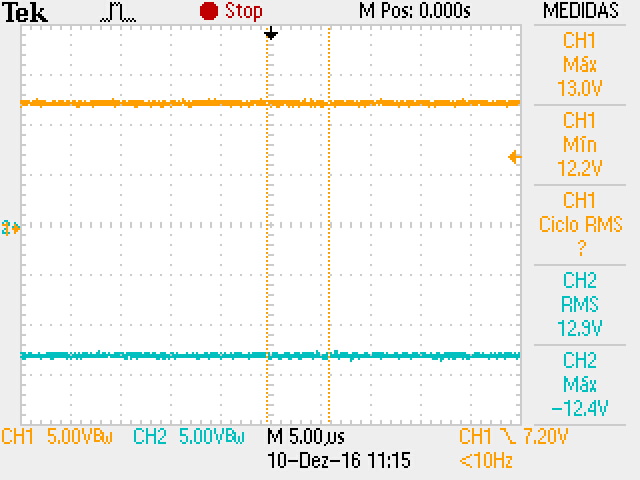 Tek Stop M Pos: 0.000s MEDIDAS
CH1
Máx
13.0V
CH1
Mín
12.2V
CH1
Ciclo RMS
?
CH2
RMS
12.9V
CH2
Máx
-12.4V
CH1 5.00VBw CH2 5.00VBw M 5.00µs CH1 7.20V
10-Dez-16 11:15 <10Hz